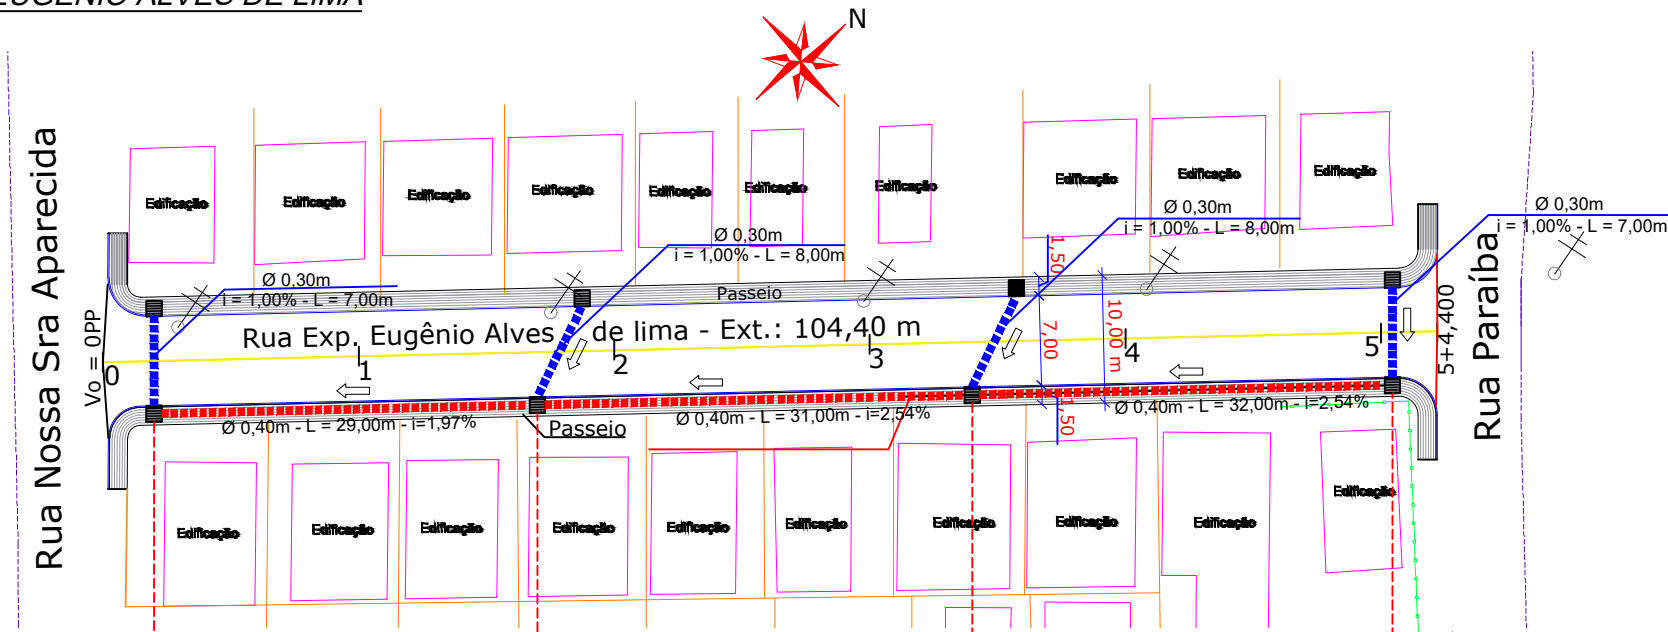 EUGÊNIO ALVES DE LIMA
N
Edificação
Edificação
Edificação
Edificação
Edificação
Edificação
Edificação
Edificação
Edificação
Edificação
Rua Nossa Sra Aparecida
Ø 0,30m
i = 1,00% - L = 7,00m
Ø 0,30m
i = 1,00% - L = 8,00m
Ø 0,30m
i = 1,00% - L = 8,00m
Ø 0,30m
i = 1,00% - L = 7,00m
Passeio
Rua Exp. Eugênio Alves de lima - Ext.: 104,40 m
1,50
7,00
10,00 m
1,50
Vo = 0PP
0
1
2
3
4
5
5+4,400
Rua Paraíba
Ø 0,40m - L = 29,00m - i=1,97%
Ø 0,40m - L = 31,00m - i=2,54%
Ø 0,40m - L = 32,00m - i=2,54%
Passeio
Edificação
Edificação
Edificação
Edificação
Edificação
Edificação
Edificação
Edificação
Edificação
Edificação